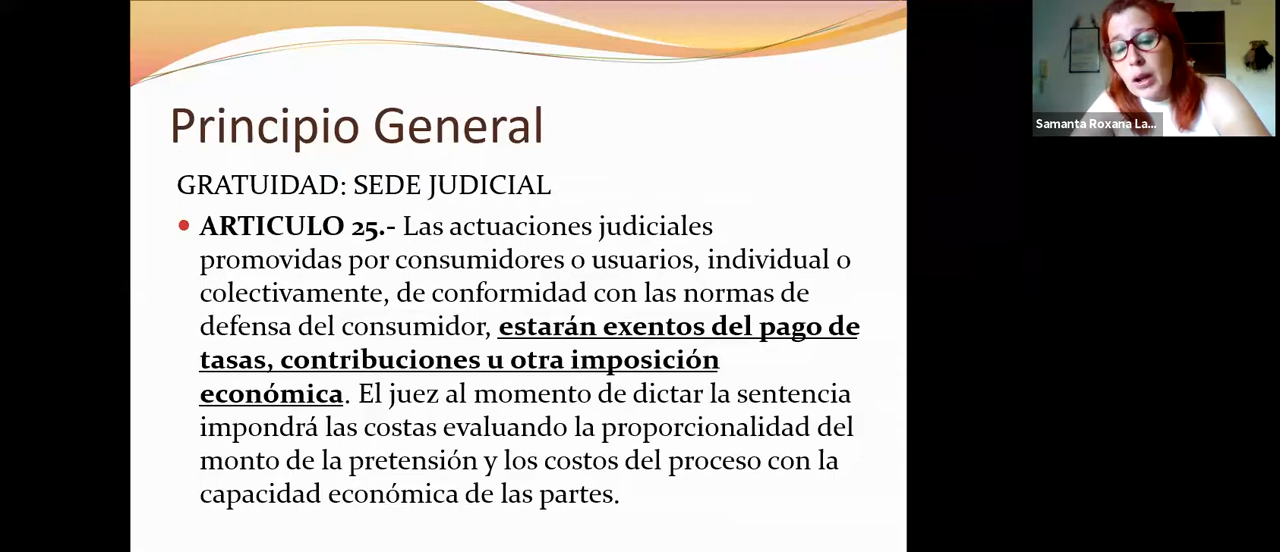 Principio General
GRATUIDAD: SEDE JUDICIAL
• ARTICULO 25.- Las actuaciones judiciales
promovidas por consumidores o usuarios, individual o
colectivamente, de conformidad con las normas de
defensa del consumidor, estarán exentos del pago de
tasas, contribuciones u otra imposición
económica. El juez al momento de dictar la sentencia
impondrá las costas evaluando la proporcionalidad del
monto de la pretensión y los costos del proceso con la
capacidad económica de las partes.
Samanta Roxana La...